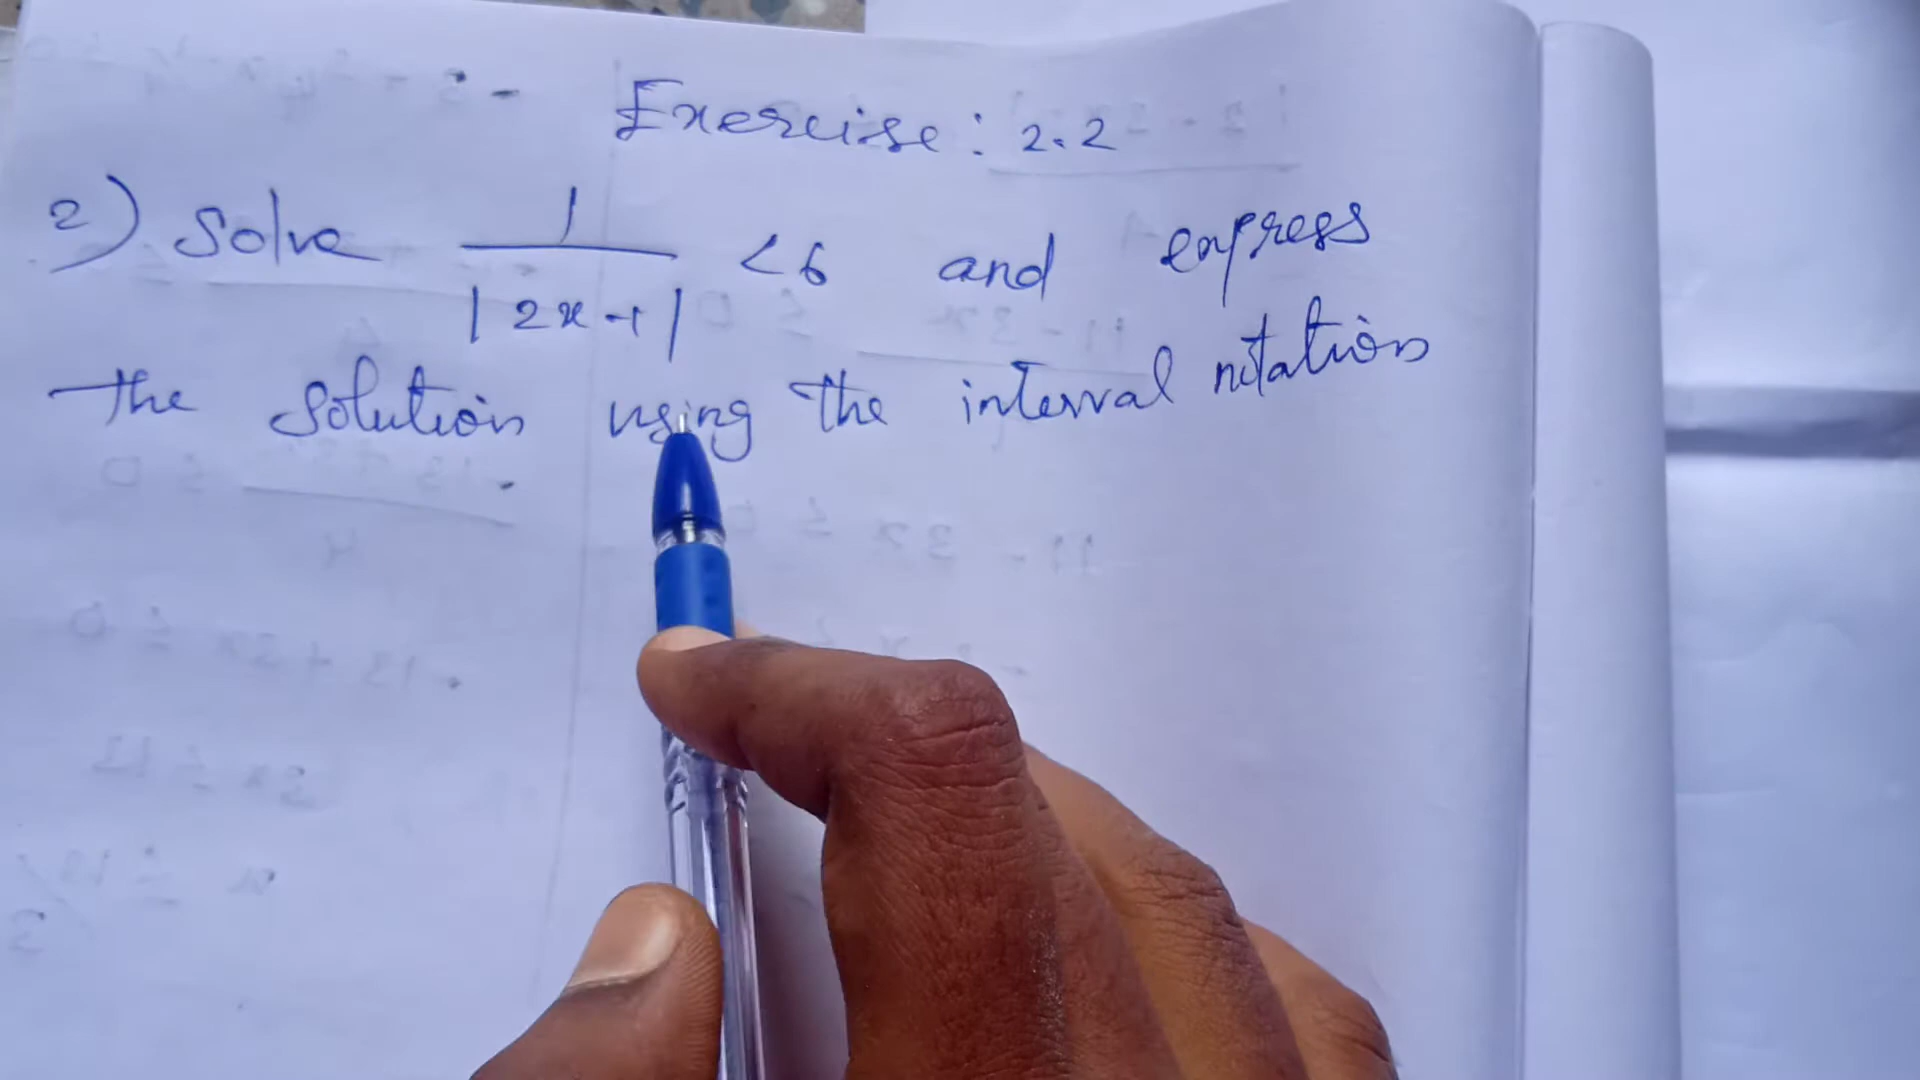 Exercise: 2.2
2) Solve 1/|2x-1| <6 and express
the solution using the interval notation